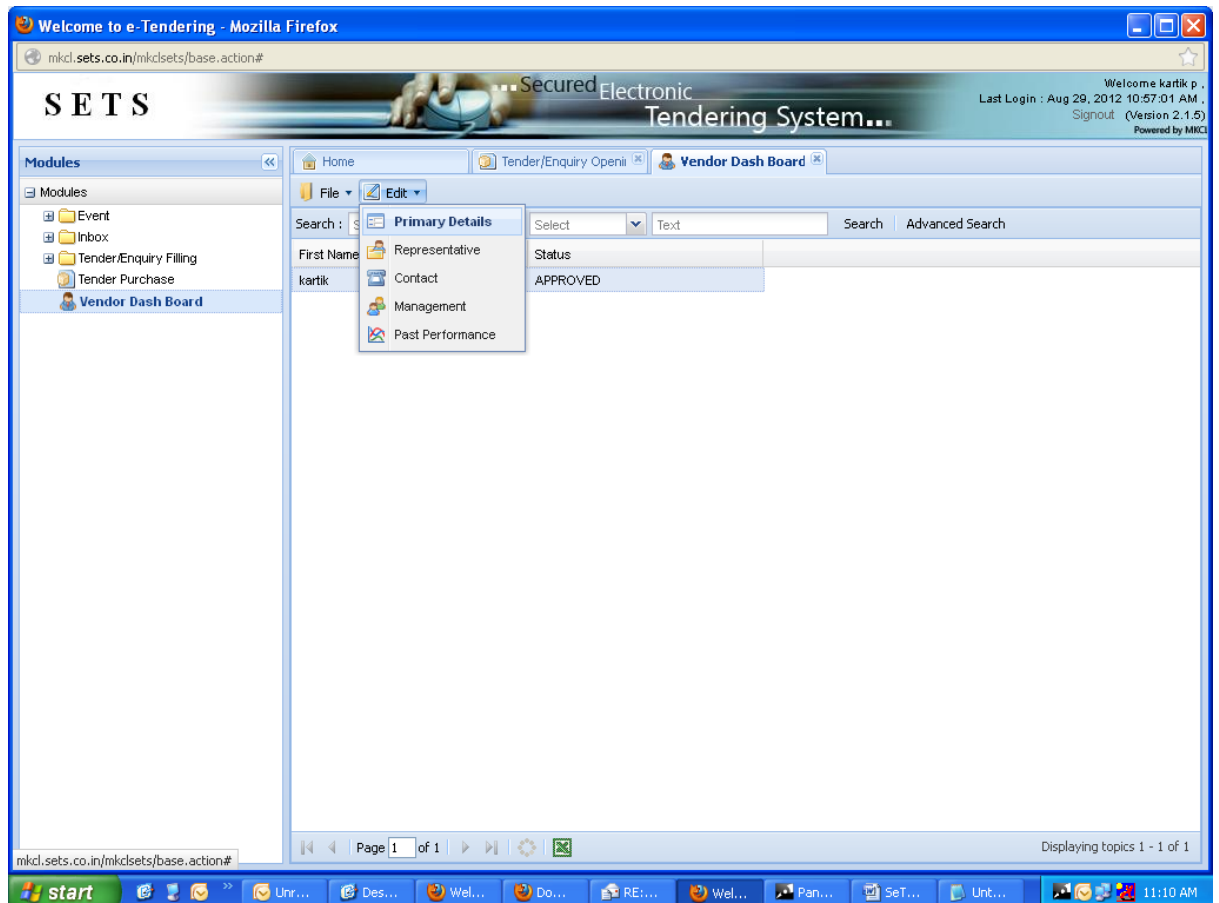 Welcome to e-Tendering - Mozilla Firefox
mkcl.sets.co.in/mkclsets/base.action#
SETS
Secured Electronic
Tendering System...
Welcome kartik p ,
Last Login : Aug 29, 2012 10:57:01 AM ,
Signout (Version 2.1.5)
Powered by MKCL
Modules
Home
Tender/Enquiry Openi
Vendor Dash Board
Modules
Event
Inbox
Tender/Enquiry Filling
Tender Purchase
Vendor Dash Board
File
Edit
Search : S
Select
Text
Search
Advanced Search
Primary Details
Representative
Contact
Management
Past Performance
First Name
Status
kartik
APPROVED
Page 1 of 1
Displaying topics 1 - 1 of 1
mkcl.sets.co.in/mkclsets/base.action#
start
Unr...
Des...
Wel...
Do...
RE:...
Wel...
Pan...
SeT...
Unt...
11:10 AM